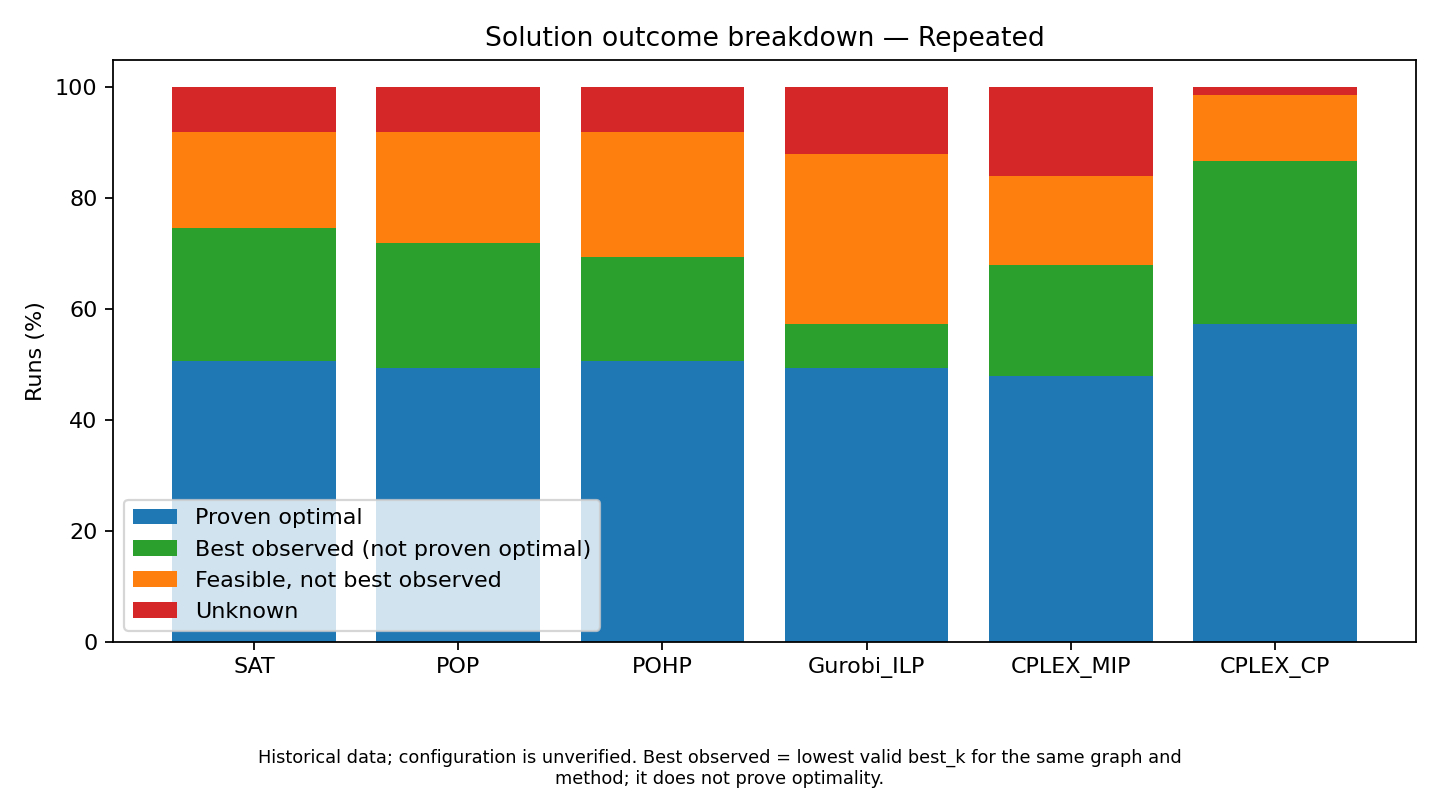 Solution outcome breakdown — Repeated
100
80
60
40
20
0
Runs (%)
Proven optimal
Best observed (not proven optimal)
Feasible, not best observed
Unknown
SAT POP POHP Gurobi_ILP CPLEX_MIP CPLEX_CP
Historical data; configuration is unverified. Best observed = lowest valid best_k for the same graph and
method; it does not prove optimality.